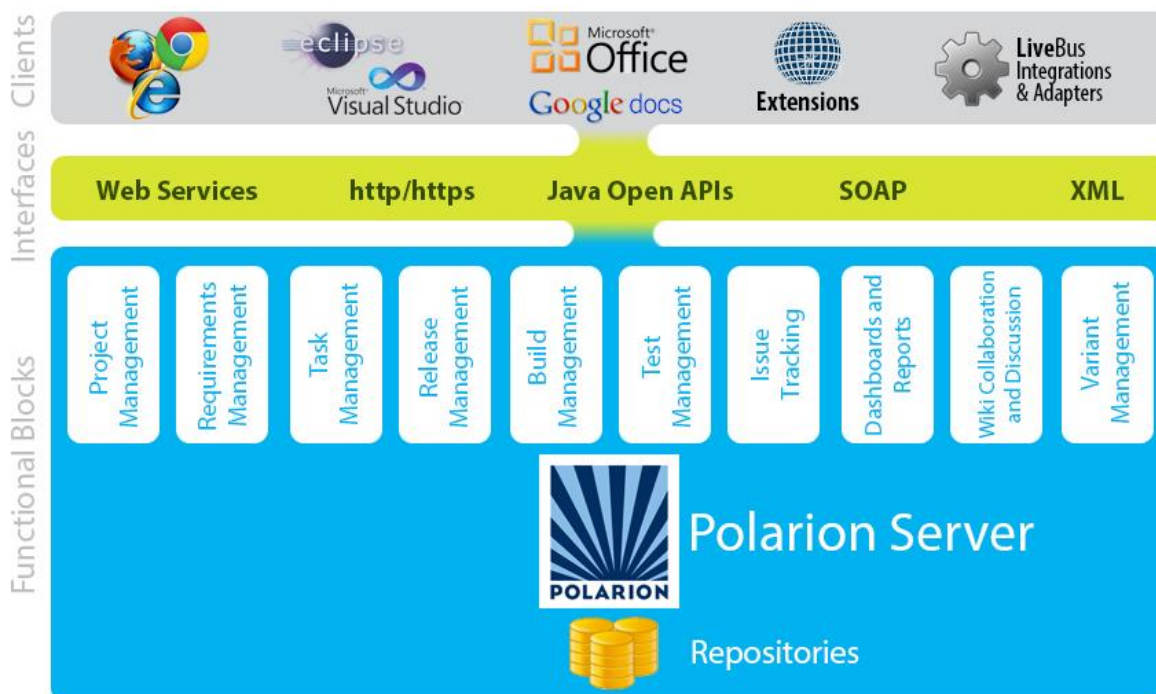 Clients
eclipse
Microsoft®
Visual Studio
Microsoft®
Office
Google docs
Extensions
LiveBus
Integrations
& Adapters
Interfaces
Web Services
http/https
Java Open APIs
SOAP
XML
Functional Blocks
Project
Management
Requirements
Management
Task
Management
Release
Management
Build
Management
Test
Management
Issue
Tracking
Dashboards and
Reports
Wiki Collaboration
and Discussion
Variant
Management
POLARION
Polarion Server
Repositories